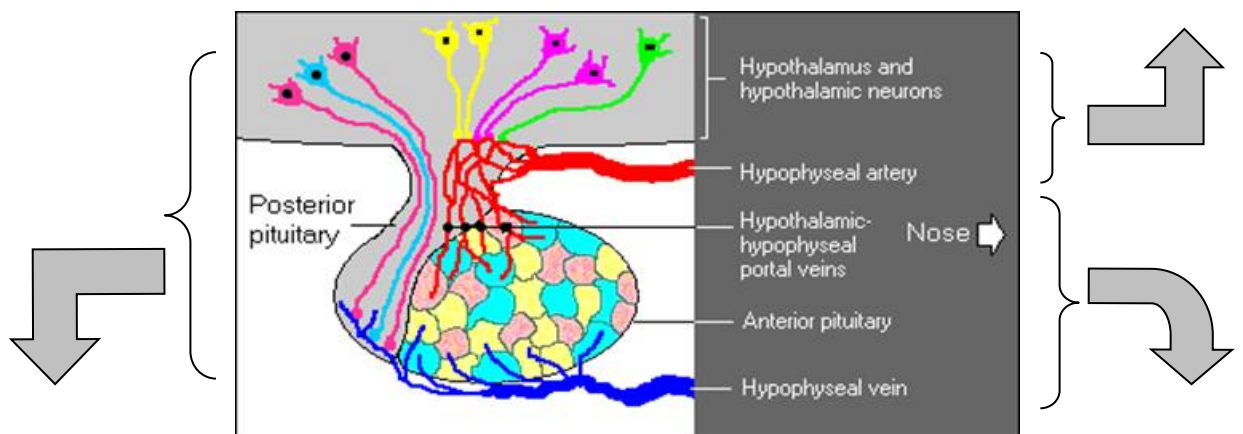 Hypothalamus and
hypothalamic neurons
Hypophyseal artery
Posterior
pituitary
Hypothalamic-
hypophyseal
portal veins
Nose
Anterior pituitary
Hypophyseal vein